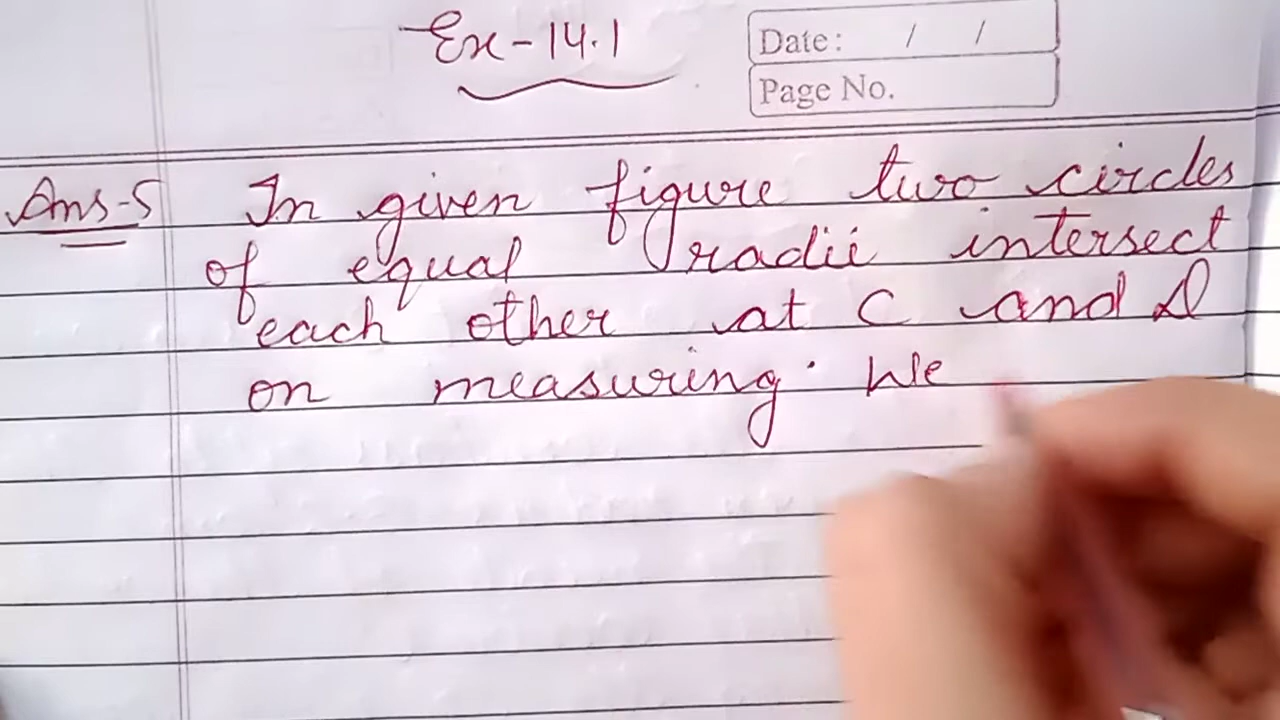 Ex-14.1
Date: / /
Page No.
Ans-5 In given figure two circles
of equal radii intersect
each other at C and D
on measuring. We